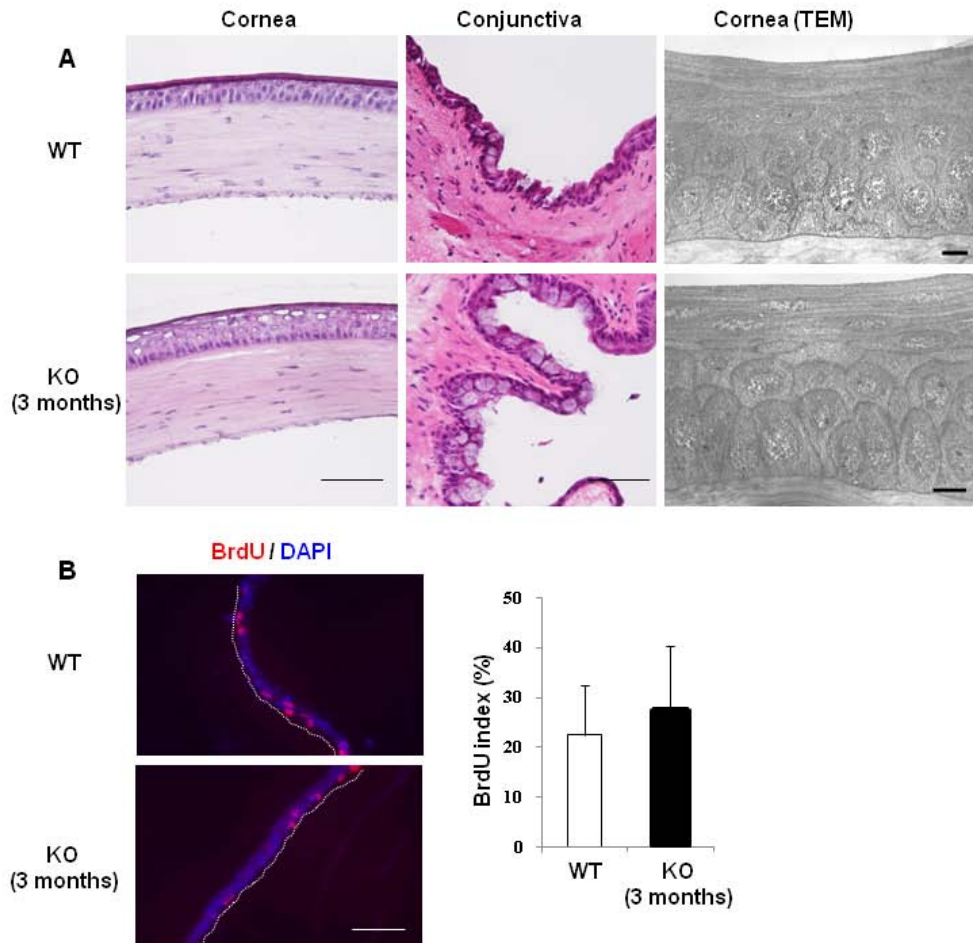 Cornea
Conjunctiva
Cornea (TEM)
A
WT
KO
(3 months)
B
BrdU / DAPI
WT
KO
(3 months)
BrdU index (%)
50
40
30
20
10
0
WT
KO
(3 months)